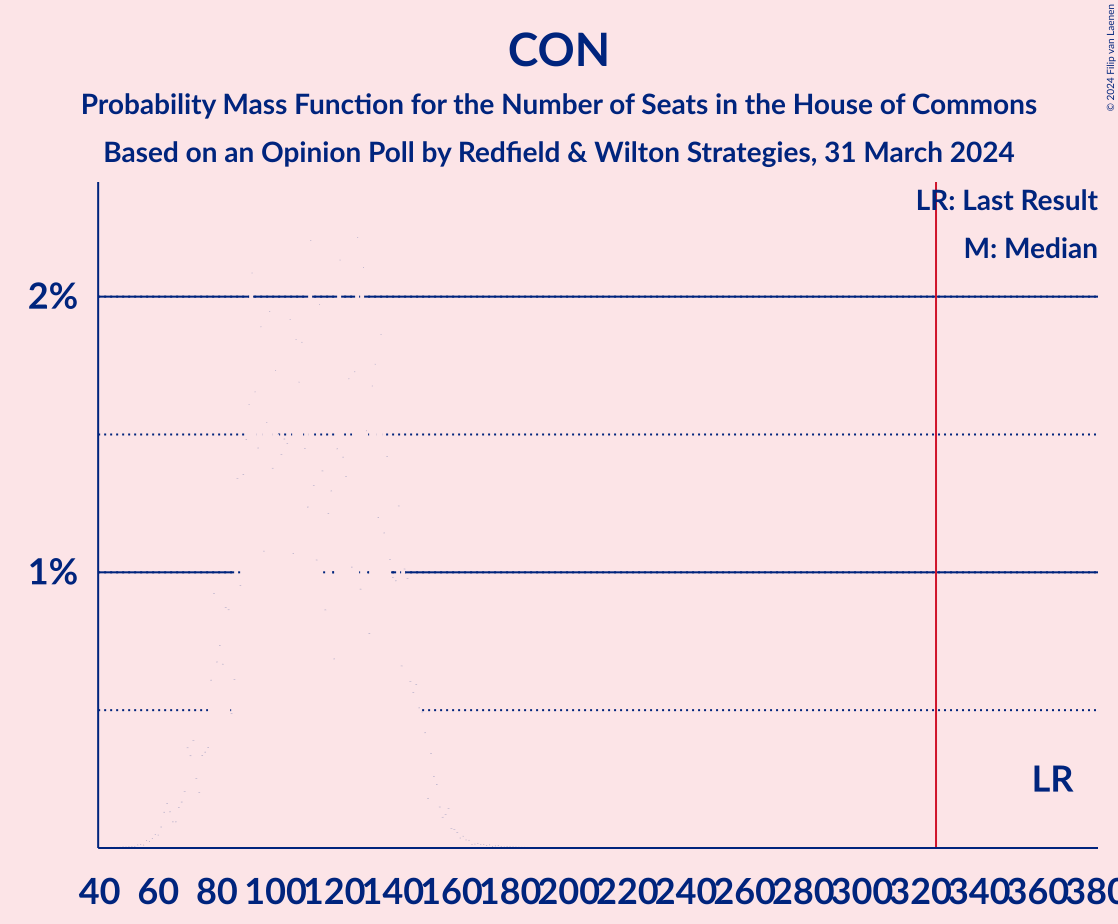 CON
Probability Mass Function for the Number of Seats in the House of Commons
Based on an Opinion Poll by Redfield & Wilton Strategies, 31 March 2024
© 2024 Filip van Laenen
LR: Last Result
M: Median
2%
1%
LR
40 60 80 100 120 140 160 180 200 220 240 260 280 300 320 340 360 380